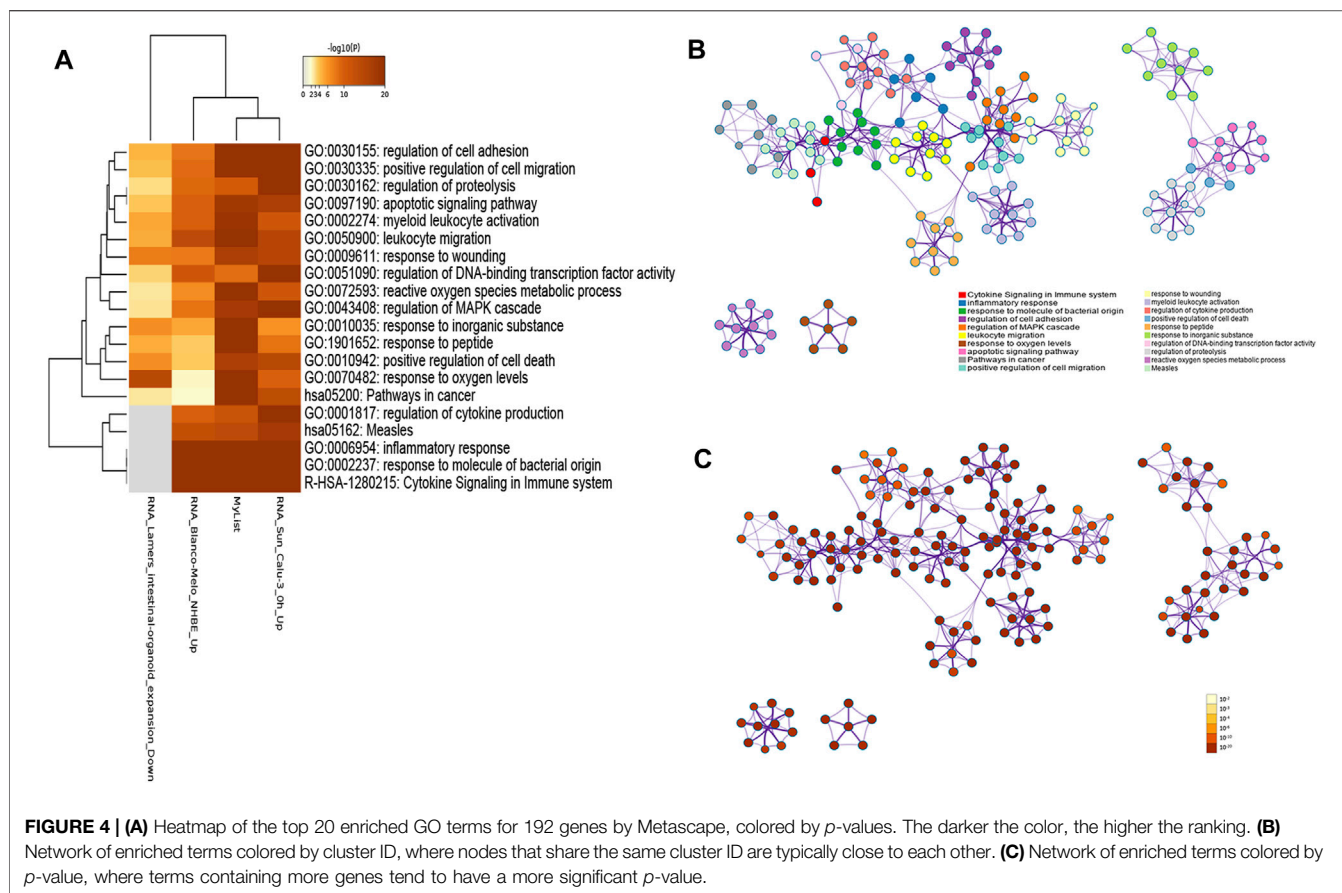 A
-log10(P)
0 2 3 4 6 10 20
GO:0030155: regulation of cell adhesion
GO:0030335: positive regulation of cell migration
GO:0030162: regulation of proteolysis
GO:0097190: apoptotic signaling pathway
GO:0002274: myeloid leukocyte activation
GO:0050900: leukocyte migration
GO:0009611: response to wounding
GO:0051090: regulation of DNA-binding transcription factor activity
GO:0072593: reactive oxygen species metabolic process
GO:0043408: regulation of MAPK cascade
GO:0010035: response to inorganic substance
GO:1901652: response to peptide
GO:0010942: positive regulation of cell death
GO:0070482: response to oxygen levels
hsa05200: Pathways in cancer
GO:0001817: regulation of cytokine production
hsa05162: Measles
GO:0006954: inflammatory response
GO:0002237: response to molecule of bacterial origin
R-HSA-1280215: Cytokine Signaling in Immune system
RNA_Lamers_intestinal-organoid_expansion_Down
RNA_Blanco-Melo_NHBE_Up
MyList
RNA_Sun_Calu-3_0h_Up
B
Cytokine Signaling in Immune system
inflammatory response
response to molecule of bacterial origin
regulation of cell adhesion
regulation of MAPK cascade
leukocyte migration
response to oxygen levels
apoptotic signaling pathway
Pathways in cancer
positive regulation of cell migration
response to wounding
myeloid leukocyte activation
regulation of cytokine production
positive regulation of cell death
response to peptide
response to inorganic substance
regulation of DNA-binding transcription factor activity
regulation of proteolysis
reactive oxygen species metabolic process
Measles
C
10-2
10-3
10-4
10-6
10-10
10-20
FIGURE 4 | (A) Heatmap of the top 20 enriched GO terms for 192 genes by Metascape, colored by p-values. The darker the color, the higher the ranking. (B)
Network of enriched terms colored by cluster ID, where nodes that share the same cluster ID are typically close to each other. (C) Network of enriched terms colored by
p-value, where terms containing more genes tend to have a more significant p-value.